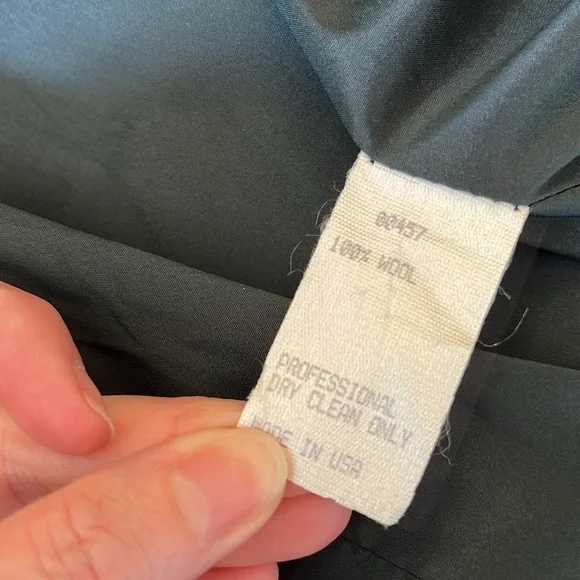 00457
100% WOOL
PROFESSIONAL
DRY CLEAN ONLY
MADE IN USA